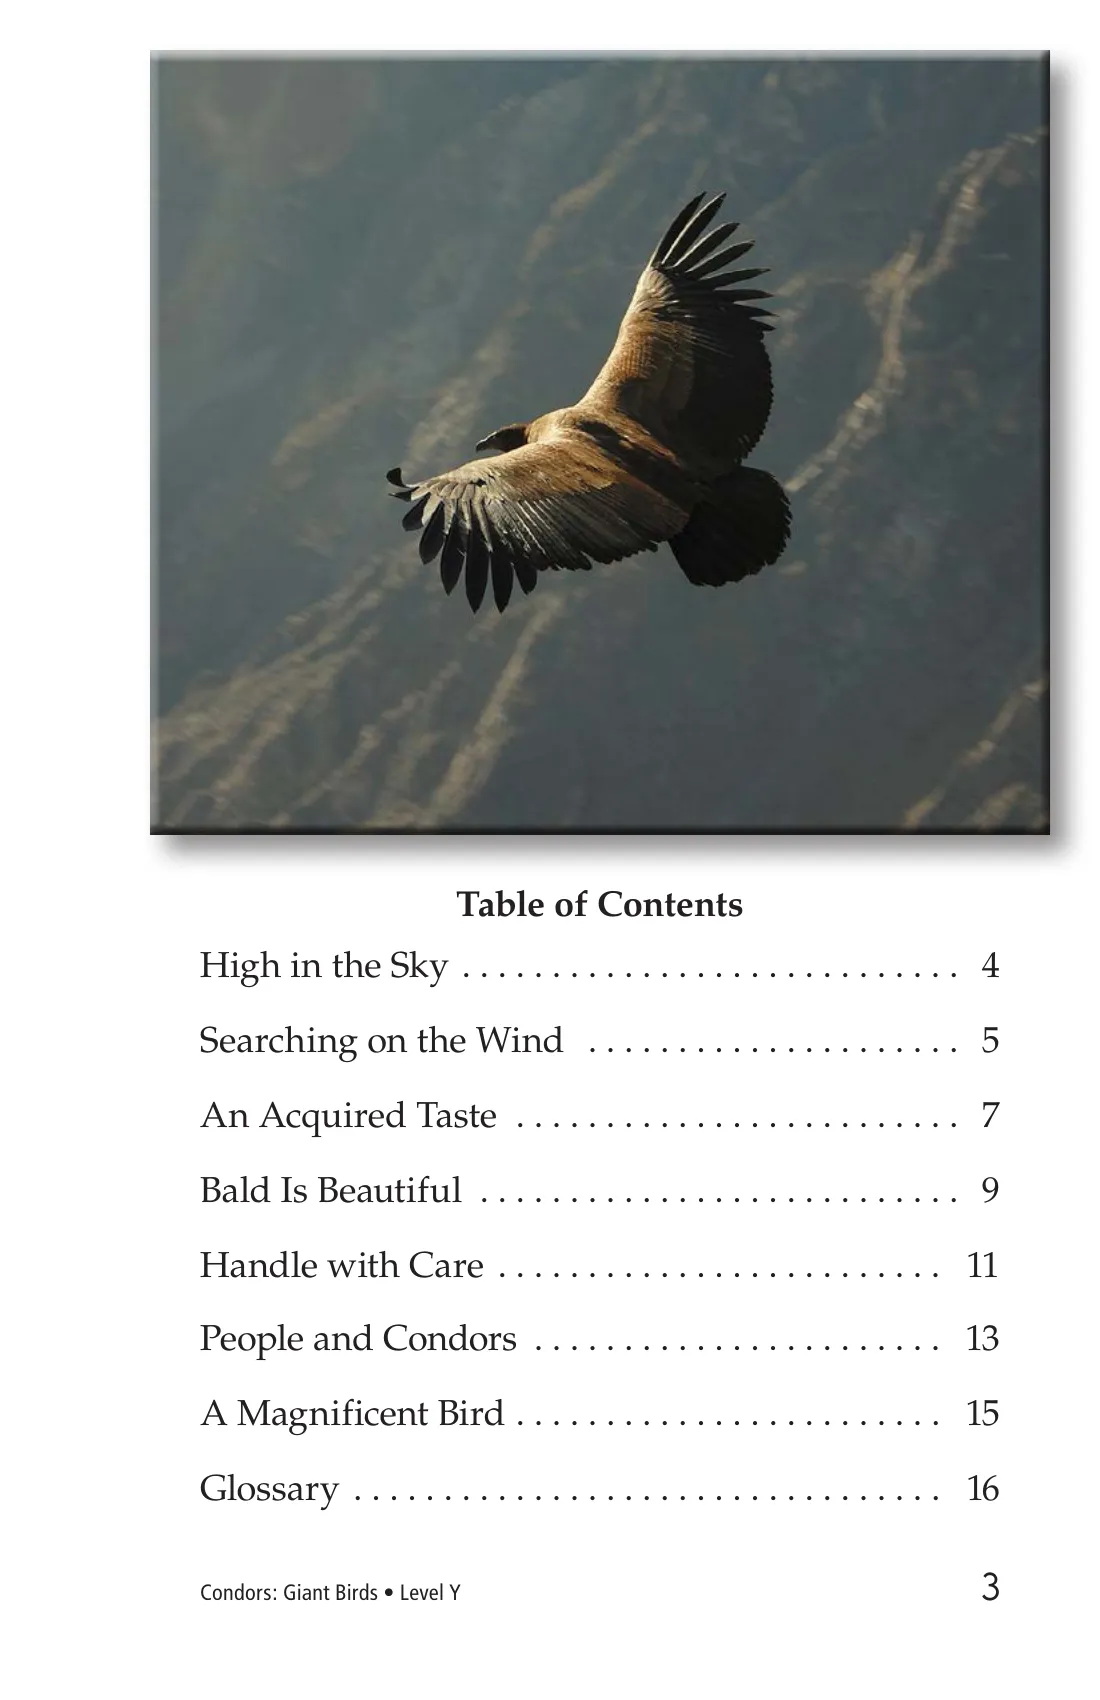 Table of Contents
High in the Sky . . . . . . . . . . . . . . . . . . . . . . . . . . . . 4
Searching on the Wind . . . . . . . . . . . . . . . . . . . . . 5
An Acquired Taste . . . . . . . . . . . . . . . . . . . . . . . . . 7
Bald Is Beautiful . . . . . . . . . . . . . . . . . . . . . . . . . . . 9
Handle with Care . . . . . . . . . . . . . . . . . . . . . . . . . 11
People and Condors . . . . . . . . . . . . . . . . . . . . . . . 13
A Magnificent Bird . . . . . . . . . . . . . . . . . . . . . . . . 15
Glossary . . . . . . . . . . . . . . . . . . . . . . . . . . . . . . . . . 16
Condors: Giant Birds • Level Y 3